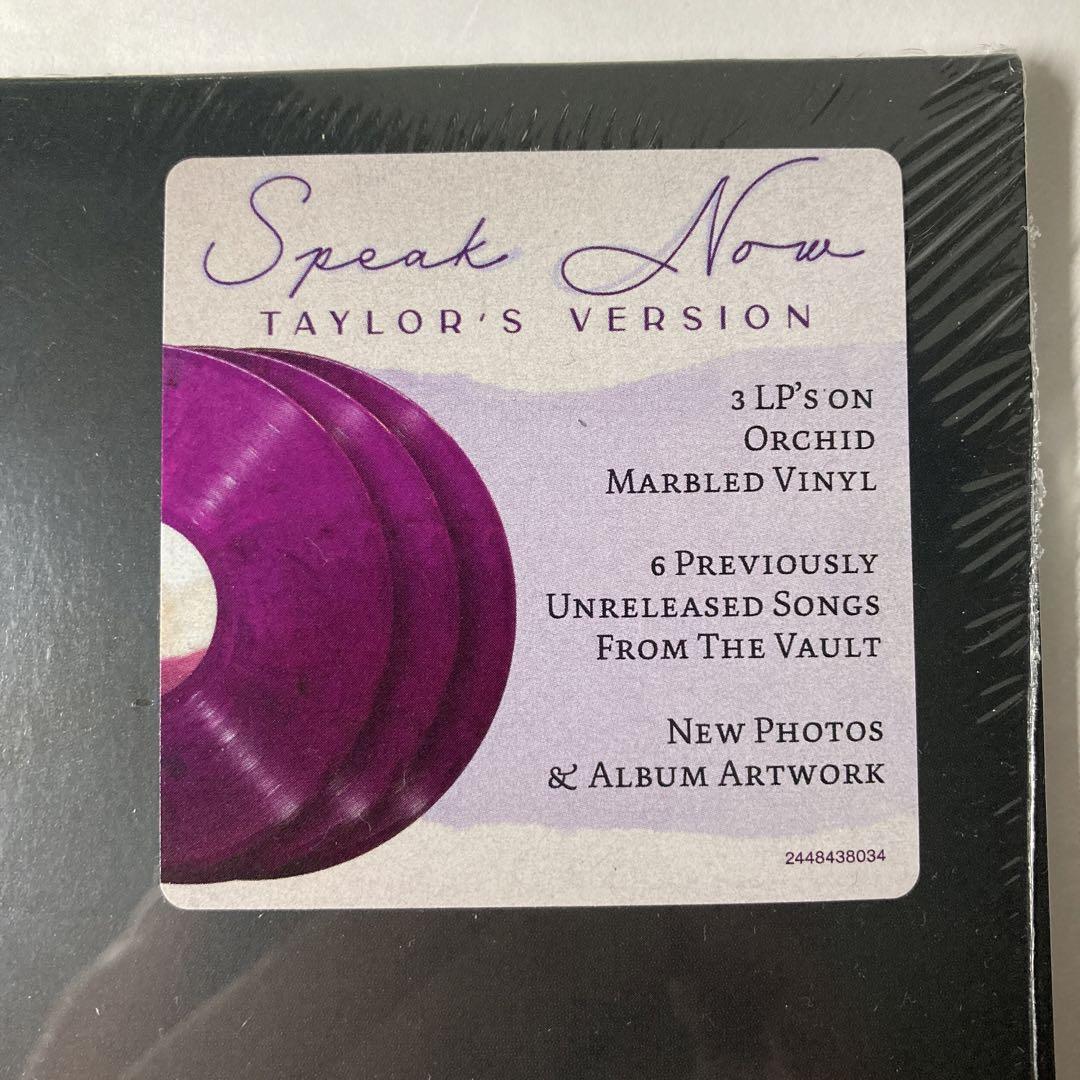 Speak Now
TAYLOR'S VERSION
3 LP's on
Orchid
Marbled Vinyl
6 Previously
Unreleased Songs
From The Vault
New Photos
& Album Artwork
2448438034